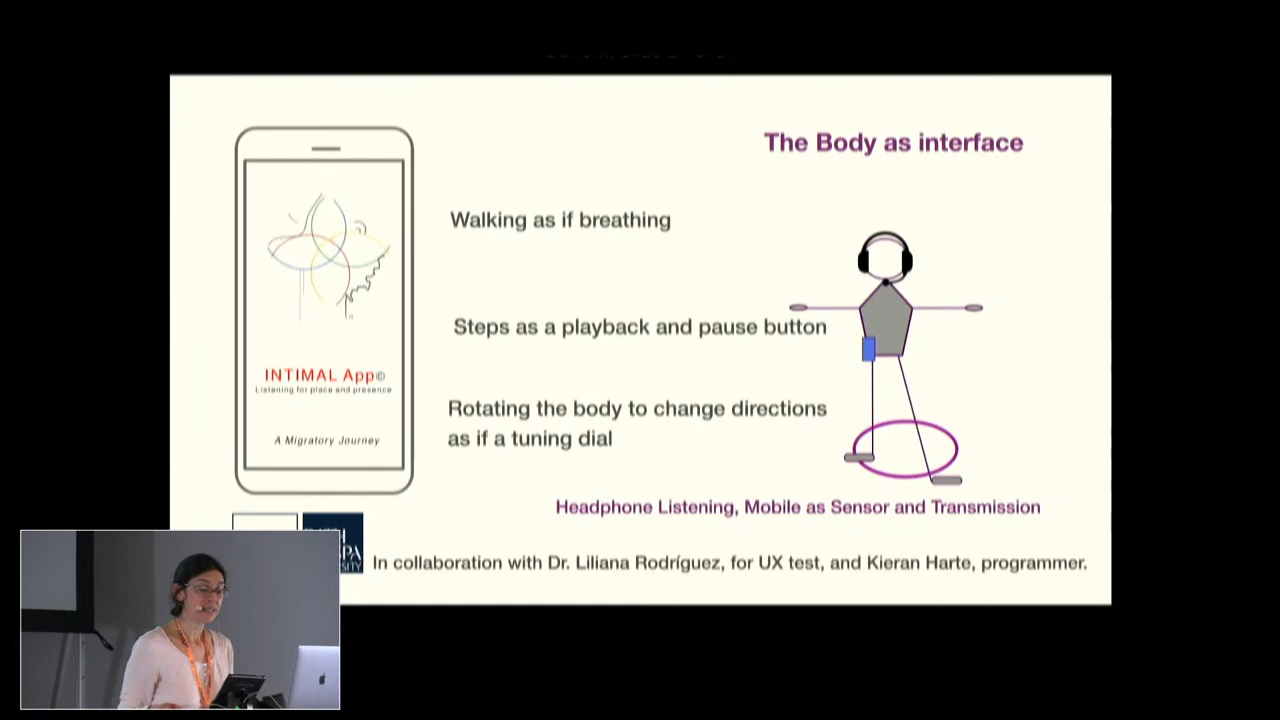 The Body as interface
Walking as if breathing
Steps as a playback and pause button
Rotating the body to change directions
as if a tuning dial
INTIMAL App©
Listening for place and presence
A Migratory Journey
Headphone Listening, Mobile as Sensor and Transmission
In collaboration with Dr. Liliana Rodríguez, for UX test, and Kieran Harte, programmer.